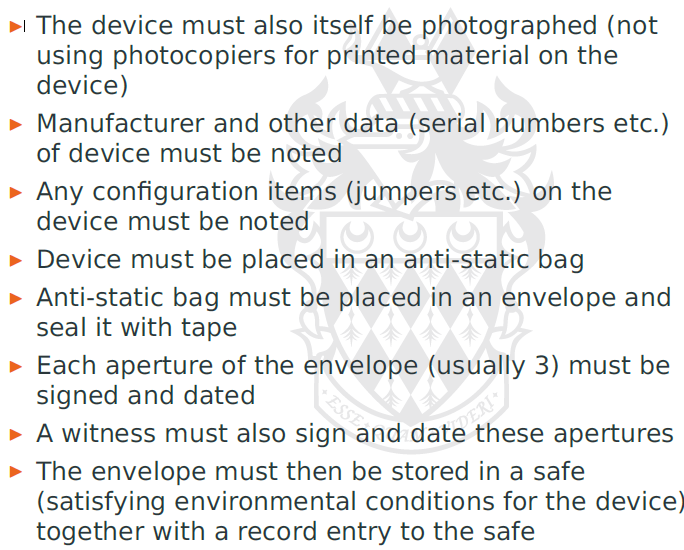 The device must also itself be photographed (not
using photocopiers for printed material on the
device)
Manufacturer and other data (serial numbers etc.)
of device must be noted
Any configuration items (jumpers etc.) on the
device must be noted
Device must be placed in an anti-static bag
Anti-static bag must be placed in an envelope and
seal it with tape
Each aperture of the envelope (usually 3) must be
signed and dated
A witness must also sign and date these apertures
The envelope must then be stored in a safe
(satisfying environmental conditions for the device)
together with a record entry to the safe